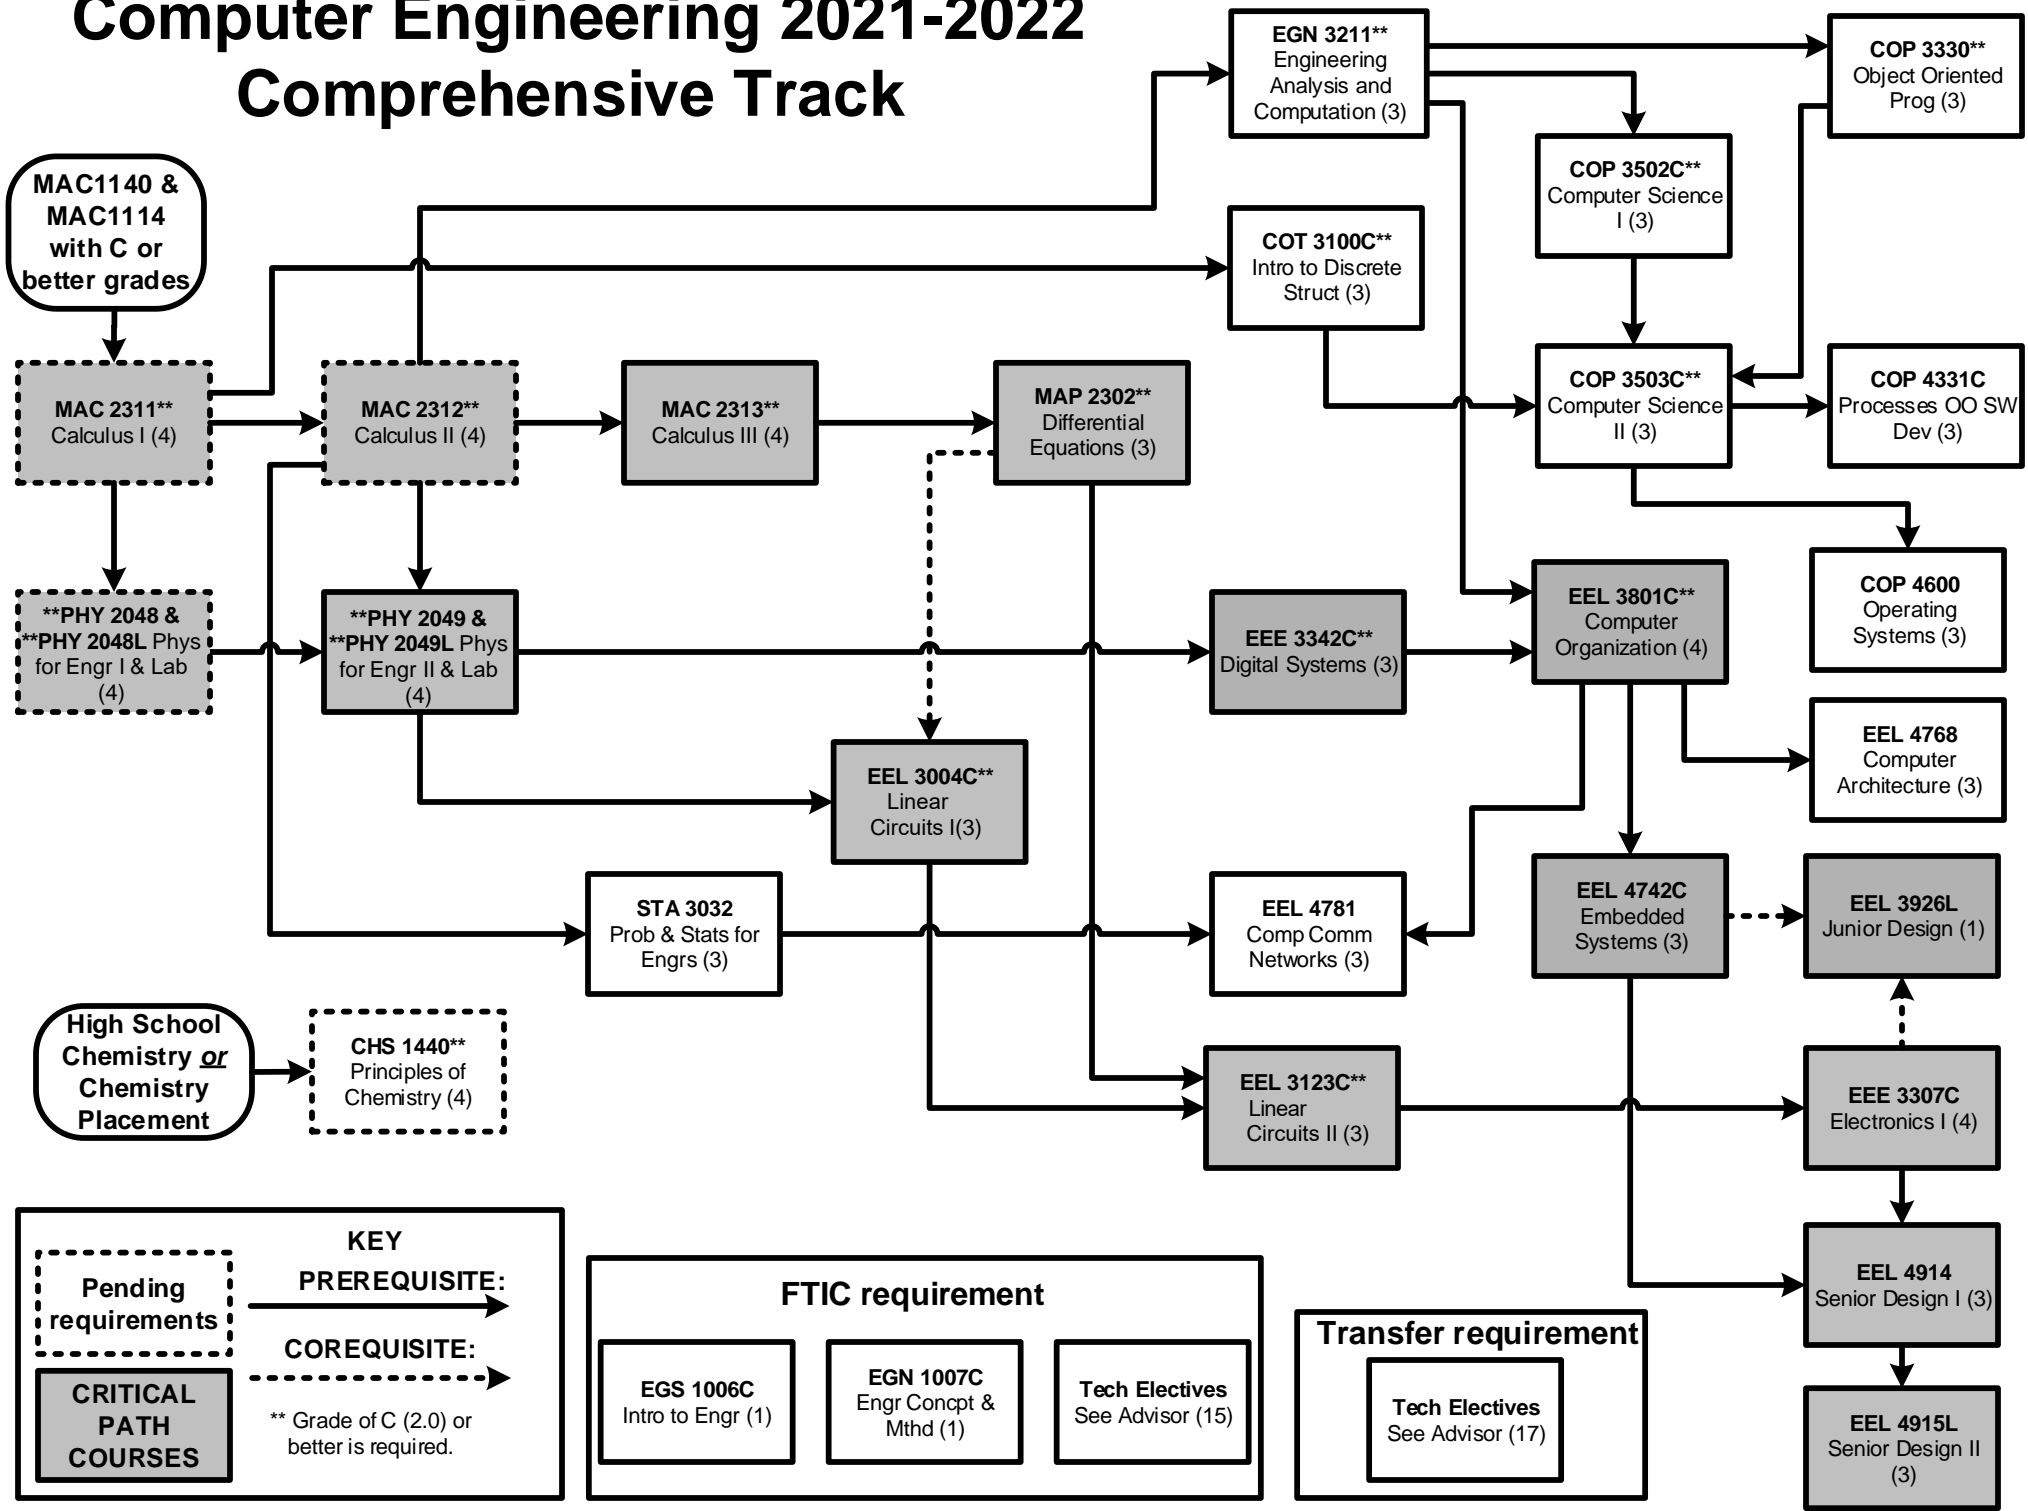 Computer Engineering 2021-2022
Comprehensive Track
EGN 3211**
Engineering
Analysis and
Computation (3)
COP 3330**
Object Oriented
Prog (3)
COP 3502C**
Computer Science
I (3)
MAC1140 &
MAC1114
with C or
better grades
COT 3100C**
Intro to Discrete
Struct (3)
MAC 2311**
Calculus I (4)
MAC 2312**
Calculus II (4)
MAC 2313**
Calculus III (4)
MAP 2302**
Differential
Equations (3)
COP 3503C**
Computer Science
II (3)
COP 4331C
Processes OO SW
Dev (3)
**PHY 2048 &
**PHY 2048L Phys
for Engr I & Lab
(4)
**PHY 2049 &
**PHY 2049L Phys
for Engr II & Lab
(4)
EEE 3342C**
Digital Systems (3)
EEL 3801C**
Computer
Organization (4)
COP 4600
Operating
Systems (3)
EEL 4768
Computer
Architecture (3)
EEL 3004C**
Linear
Circuits I(3)
STA 3032
Prob & Stats for
Engrs (3)
EEL 4781
Comp Comm
Networks (3)
EEL 4742C
Embedded
Systems (3)
EEL 3926L
Junior Design (1)
High School
Chemistry or
Chemistry
Placement
CHS 1440**
Principles of
Chemistry (4)
EEL 3123C**
Linear
Circuits II (3)
EEE 3307C
Electronics I (4)
EEL 4914
Senior Design I (3)
EEL 4915L
Senior Design II
(3)
KEY
Pending
requirements
PREREQUISITE:
COREQUISITE:
CRITICAL
PATH
COURSES
** Grade of C (2.0) or
better is required.
FTIC requirement
EGS 1006C
Intro to Engr (1)
EGN 1007C
Engr Concpt &
Mthd (1)
Tech Electives
See Advisor (15)
Transfer requirement
Tech Electives
See Advisor (17)